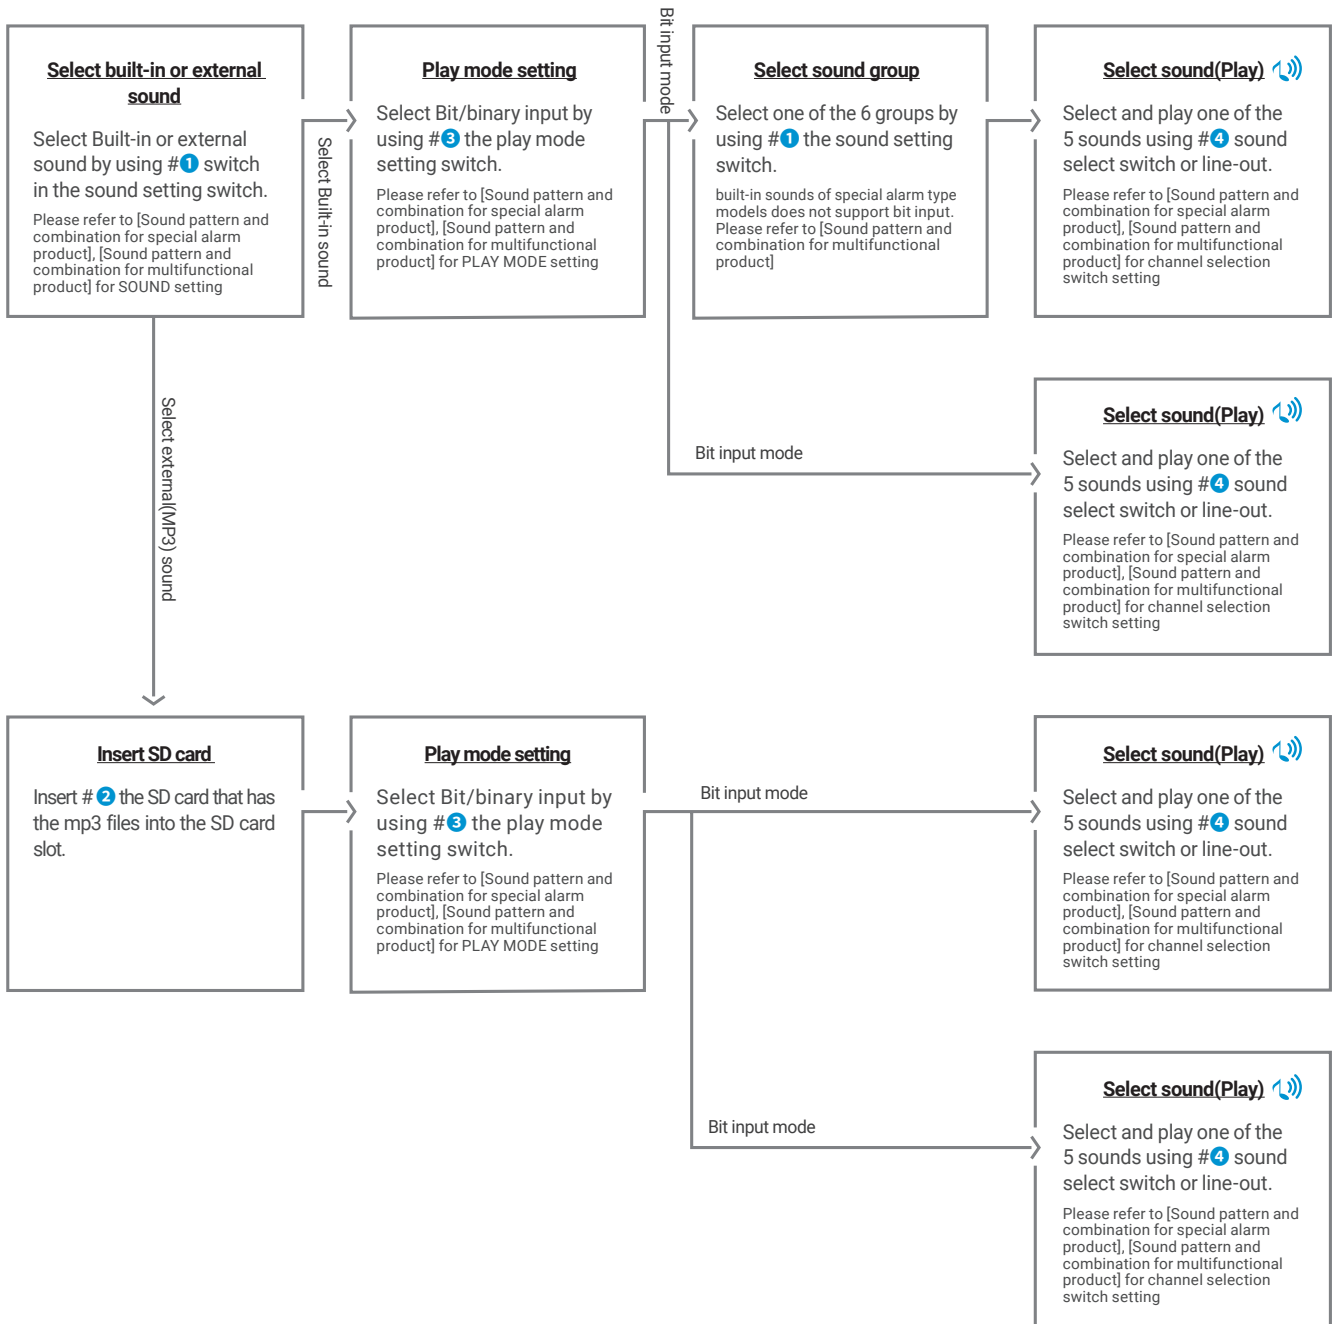 Select built-in or external
sound
Select Built-in or external
sound by using #1 switch
in the sound setting switch.
Please refer to [Sound pattern and
combination for special alarm
product], [Sound pattern and
combination for multifunctional
product] for SOUND setting
Select Built-in sound
Play mode setting
Select Bit/binary input by
using #3 the play mode
setting switch.
Please refer to [Sound pattern and
combination for special alarm
product], [Sound pattern and
combination for multifunctional
product] for PLAY MODE setting
Bit input mode
Select sound group
Select one of the 6 groups by
using #1 the sound setting
switch.
built-in sounds of special alarm type
models does not support bit input.
Please refer to [Sound pattern and
combination for multifunctional
product]
Select sound(Play)
Select and play one of the
5 sounds using #4 sound
select switch or line-out.
Please refer to [Sound pattern and
combination for special alarm
product], [Sound pattern and
combination for multifunctional
product] for channel selection
switch setting
Bit input mode
Select sound(Play)
Select and play one of the
5 sounds using #4 sound
select switch or line-out.
Please refer to [Sound pattern and
combination for special alarm
product], [Sound pattern and
combination for multifunctional
product] for channel selection
switch setting
Select external(MP3) sound
Insert SD card
Insert # 2 the SD card that has
the mp3 files into the SD card
slot.
Play mode setting
Select Bit/binary input by
using #3 the play mode
setting switch.
Please refer to [Sound pattern and
combination for special alarm
product], [Sound pattern and
combination for multifunctional
product] for PLAY MODE setting
Bit input mode
Select sound(Play)
Select and play one of the
5 sounds using #4 sound
select switch or line-out.
Please refer to [Sound pattern and
combination for special alarm
product], [Sound pattern and
combination for multifunctional
product] for channel selection
switch setting
Bit input mode
Select sound(Play)
Select and play one of the
5 sounds using #4 sound
select switch or line-out.
Please refer to [Sound pattern and
combination for special alarm
product], [Sound pattern and
combination for multifunctional
product] for channel selection
switch setting